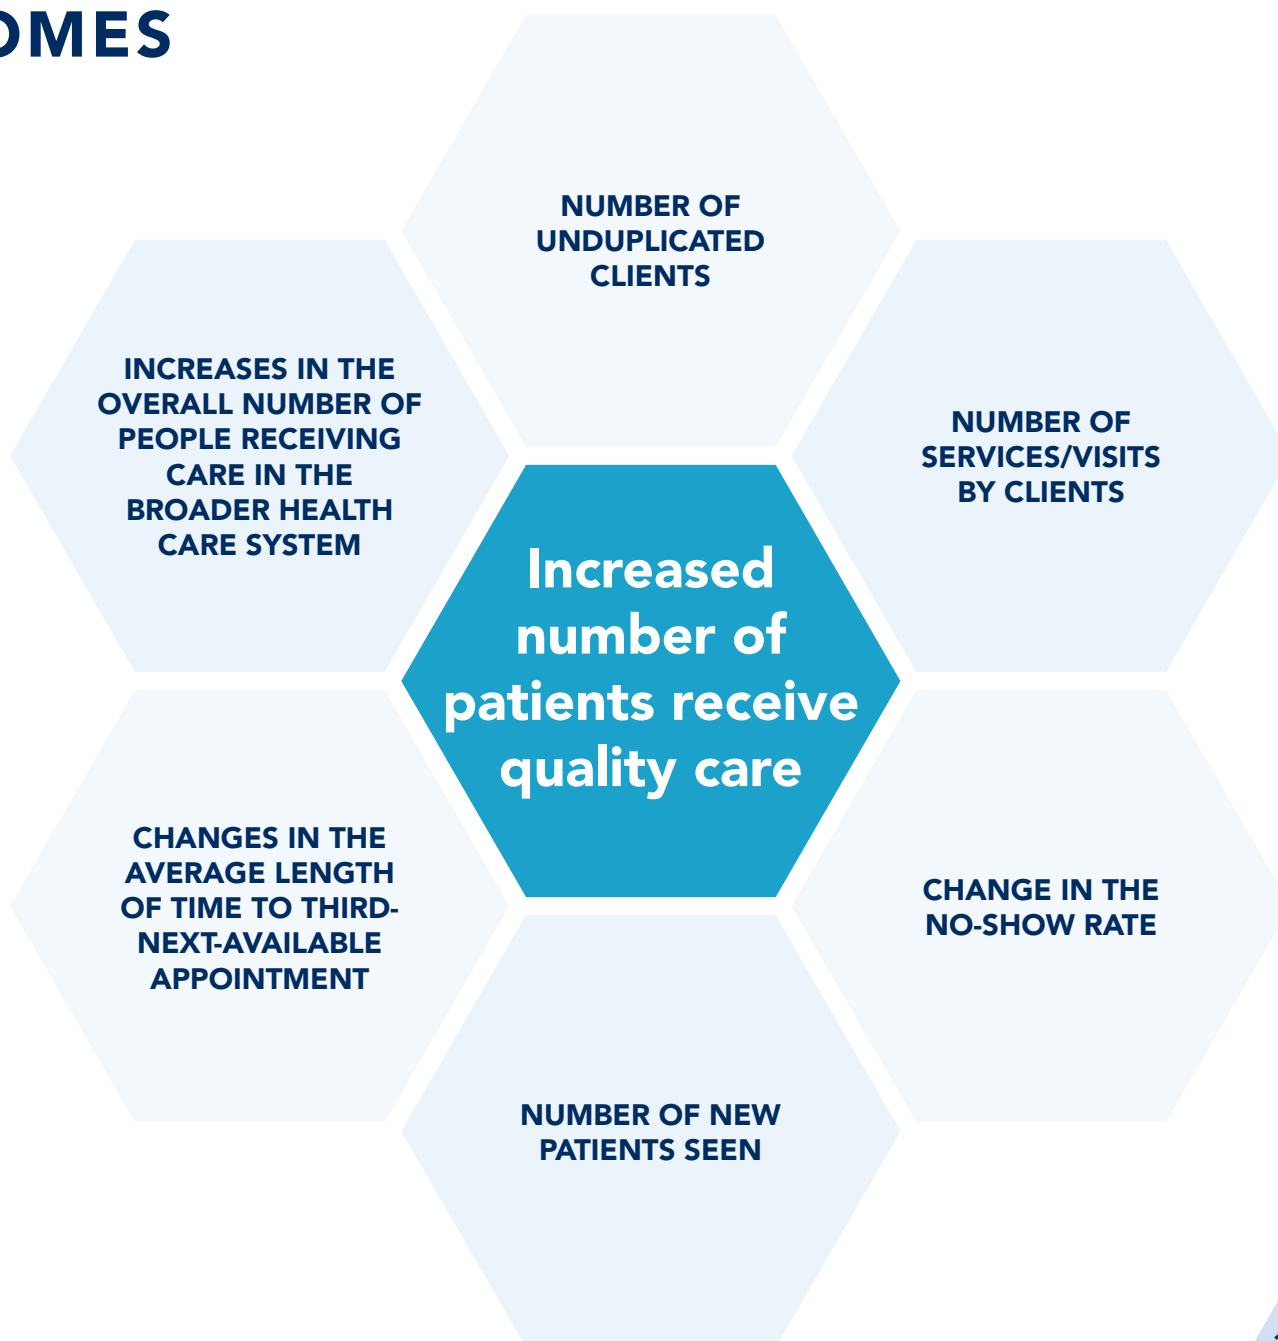 OMES
NUMBER OF
UNDUPLICATED
CLIENTS
INCREASES IN THE
OVERALL NUMBER OF
PEOPLE RECEIVING
CARE IN THE
BROADER HEALTH
CARE SYSTEM
NUMBER OF
SERVICES/VISITS
BY CLIENTS
Increased
number of
patients receive
quality care
CHANGES IN THE
AVERAGE LENGTH
OF TIME TO THIRD-
NEXT-AVAILABLE
APPOINTMENT
CHANGE IN THE
NO-SHOW RATE
NUMBER OF NEW
PATIENTS SEEN